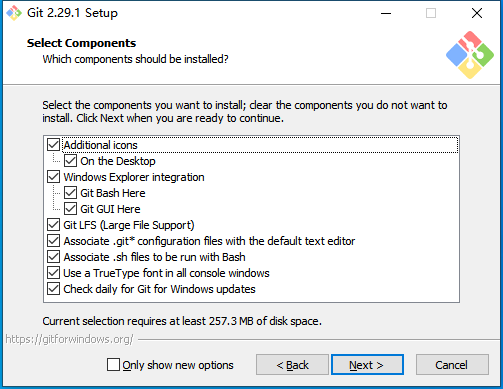 Git 2.29.1 Setup
Select Components
Which components should be installed?
Select the components you want to install; clear the components you do not want to
install. Click Next when you are ready to continue.
Additional icons
On the Desktop
Windows Explorer integration
Git Bash Here
Git GUI Here
Git LFS (Large File Support)
Associate .git* configuration files with the default text editor
Associate .sh files to be run with Bash
Use a TrueType font in all console windows
Check daily for Git for Windows updates
Current selection requires at least 257.3 MB of disk space.
https://gitforwindows.org/
Only show new options
< Back
Next >
Cancel